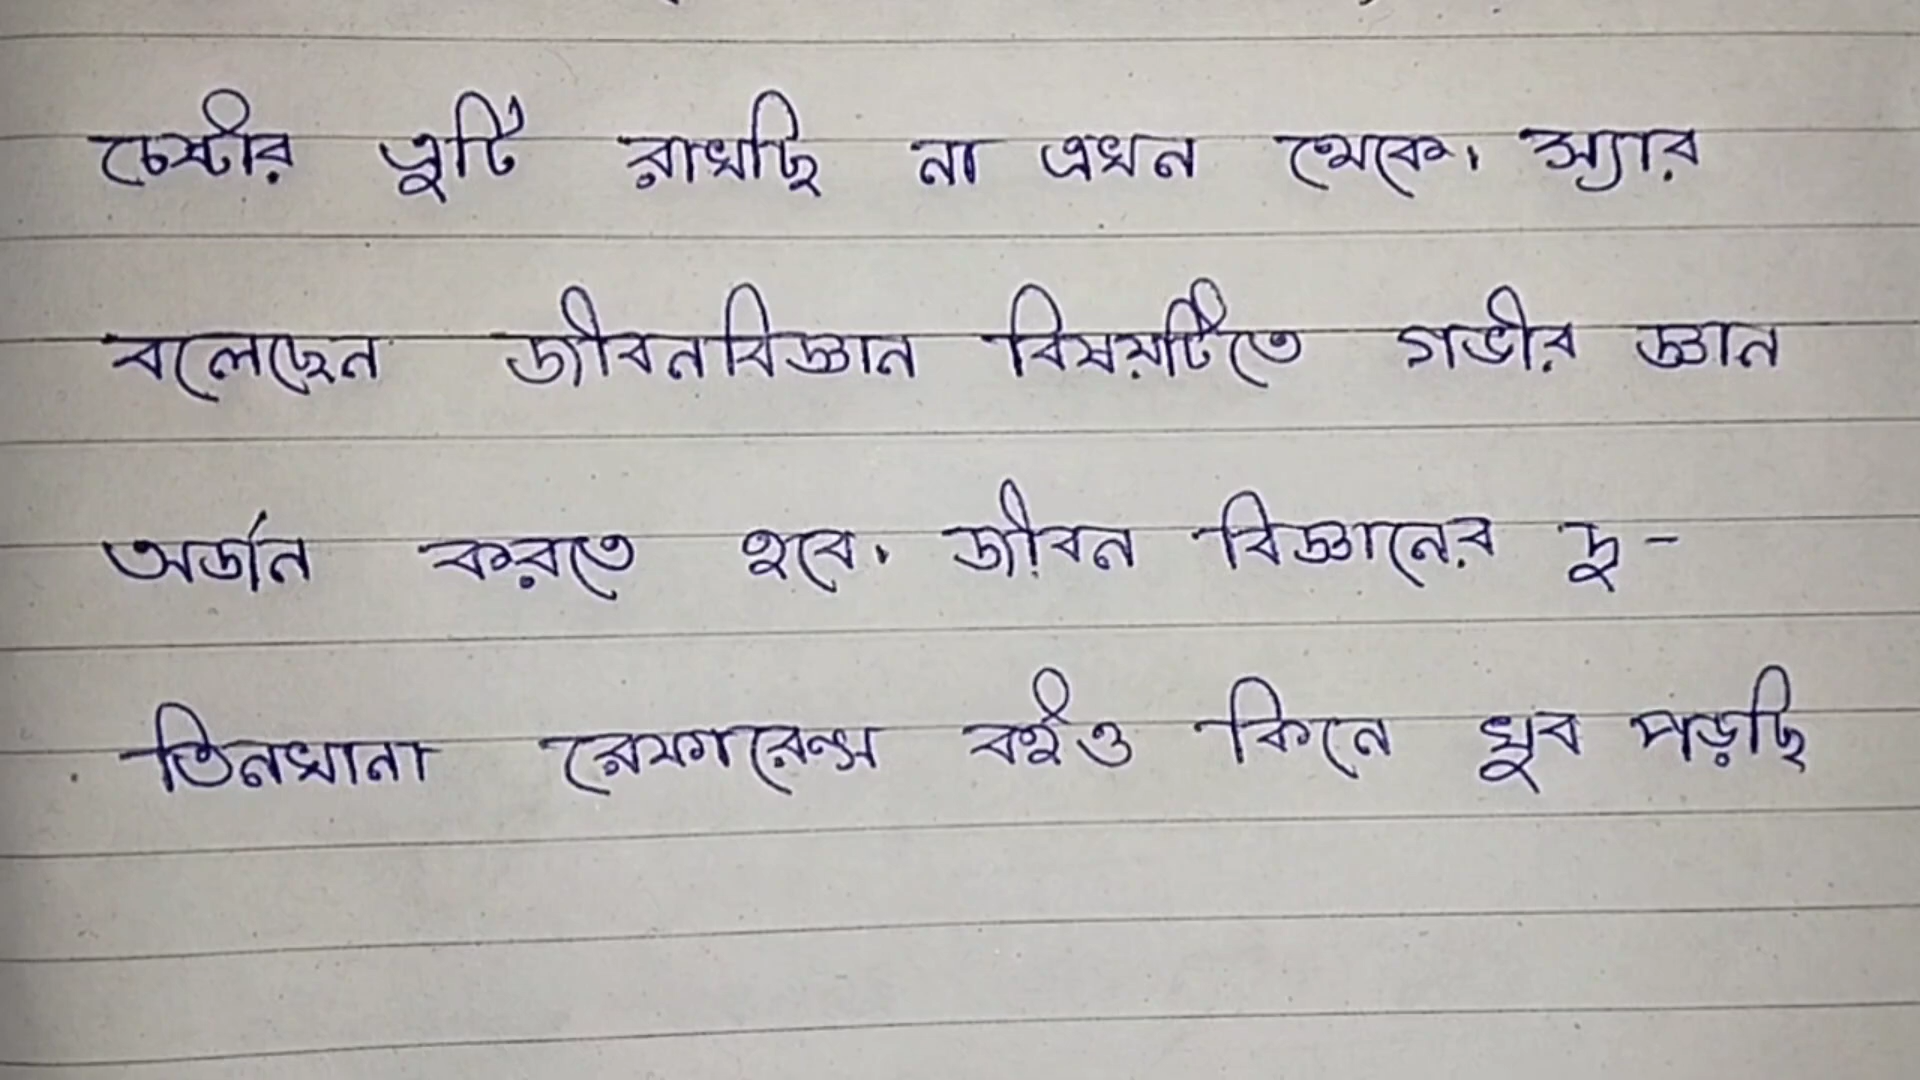 চেষ্টার ত্রুটি রাখছি না এখন থেকে। স্যার
বলেছেন জীবনবিজ্ঞান বিষয়টিতে গভীর জ্ঞান
অর্জন করতে হবে। জীবন বিজ্ঞানের দু-
তিনখানা রেফারেন্স বইও কিনে খুব পড়ছি